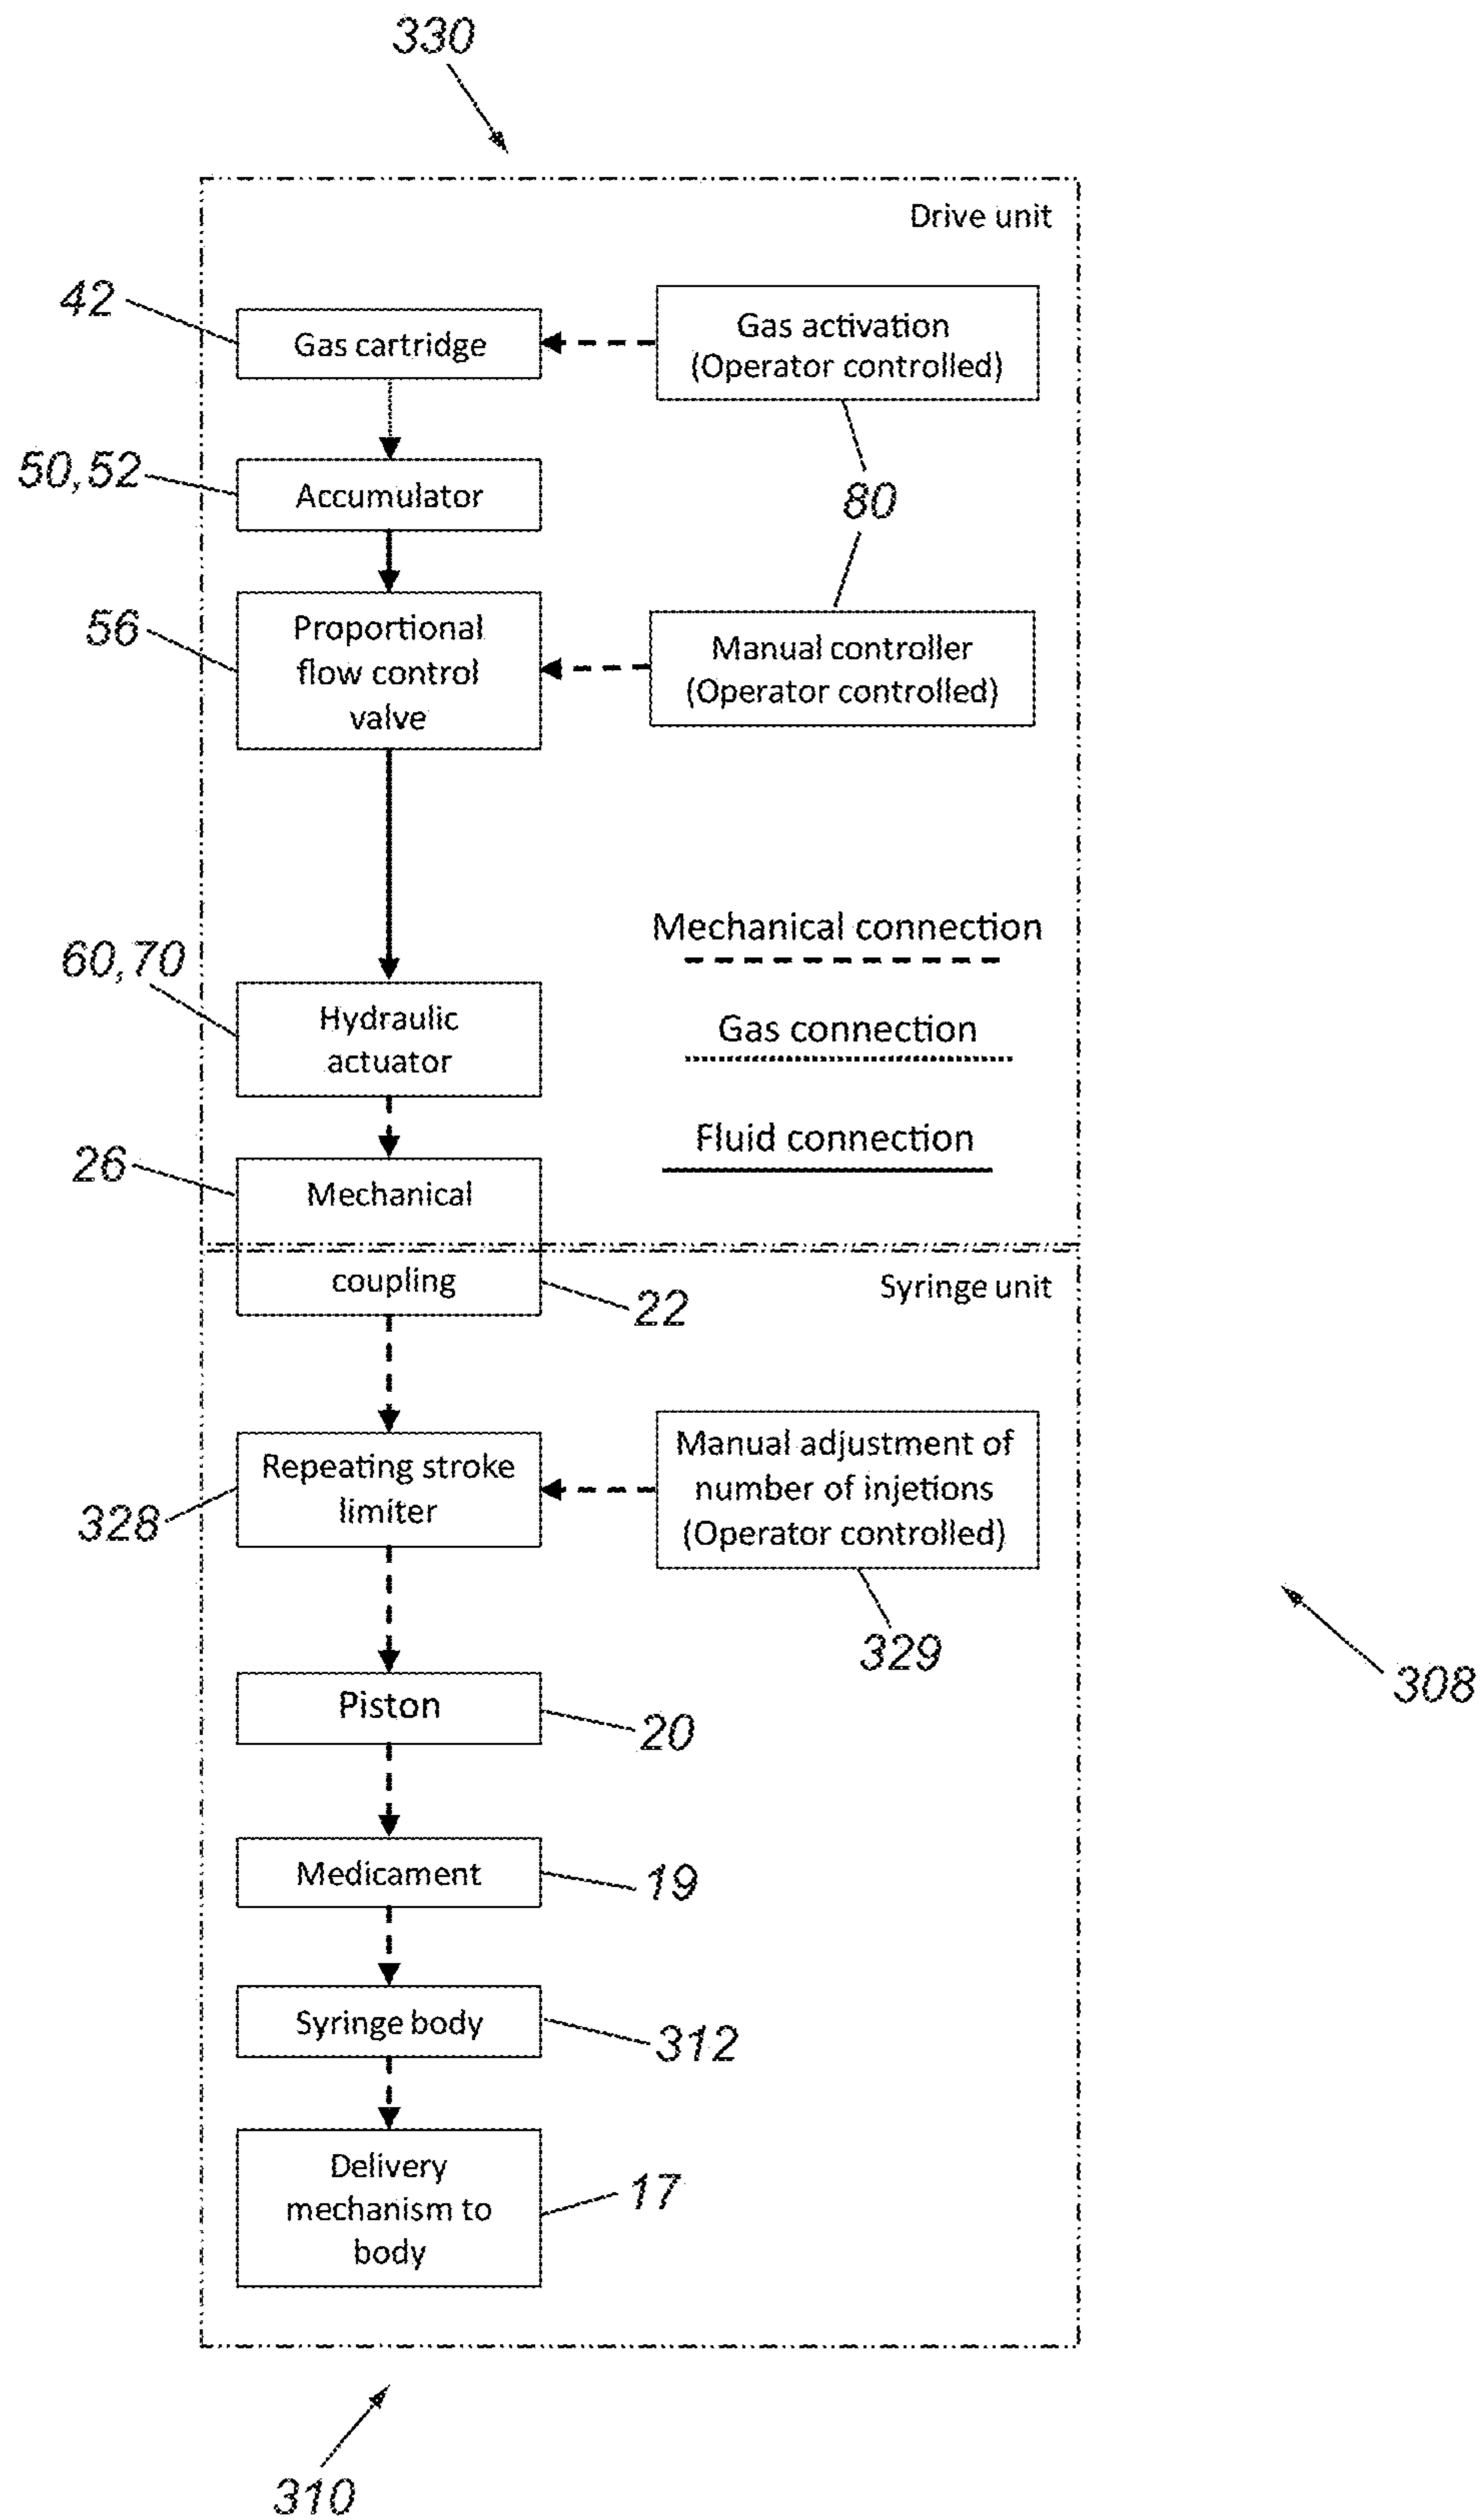 330
Drive unit
42
Gas cartridge
Gas activation
(Operator controlled)
50,52
Accumulator
80
56
Proportional
flow control
valve
Manual controller
(Operator controlled)
Mechanical connection
60,70
Hydraulic
actuator
Gas connection
Fluid connection
26
Mechanical
coupling
22
Syringe unit
328
Repeating stroke
limiter
Manual adjustment of
number of injetions
(Operator controlled)
329
308
Piston
20
Medicament
19
Syringe body
312
Delivery
mechanism to
body
17
310